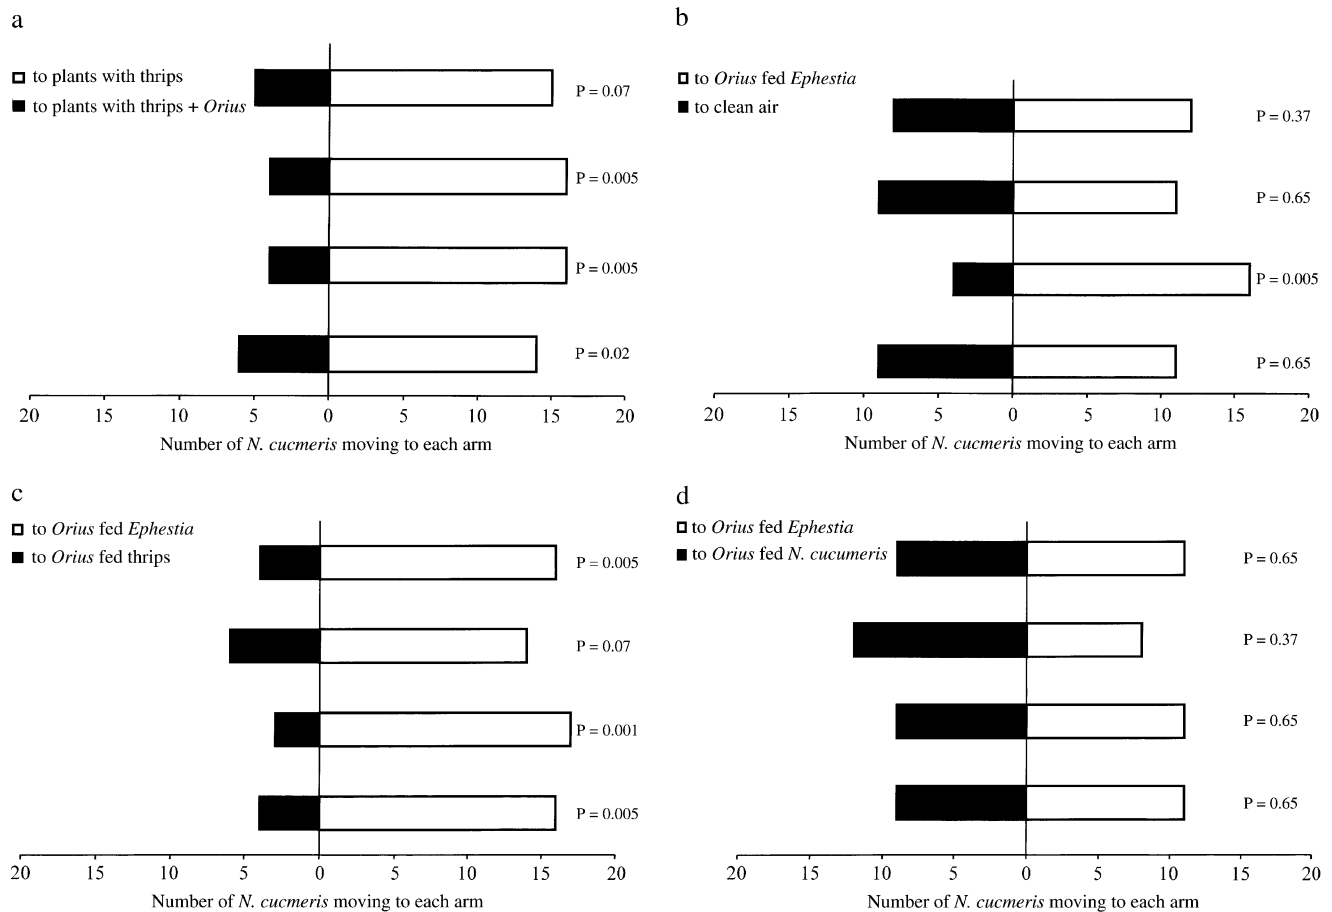 a
to plants with thrips
to plants with thrips + Orius
P = 0.07
P = 0.005
P = 0.005
P = 0.02
20 15 10 5 0 5 10 15 20
Number of N. cucmeris moving to each arm
b
to Orius fed Ephestia
to clean air
P = 0.37
P = 0.65
P = 0.005
P = 0.65
20 15 10 5 0 5 10 15 20
Number of N. cucmeris moving to each arm
c
to Orius fed Ephestia
to Orius fed thrips
P = 0.005
P = 0.07
P = 0.001
P = 0.005
20 15 10 5 0 5 10 15 20
Number of N. cucmeris moving to each arm
d
to Orius fed Ephestia
to Orius fed N. cucumeris
P = 0.65
P = 0.37
P = 0.65
P = 0.65
20 15 10 5 0 5 10 15 20
Number of N. cucmeris moving to each arm